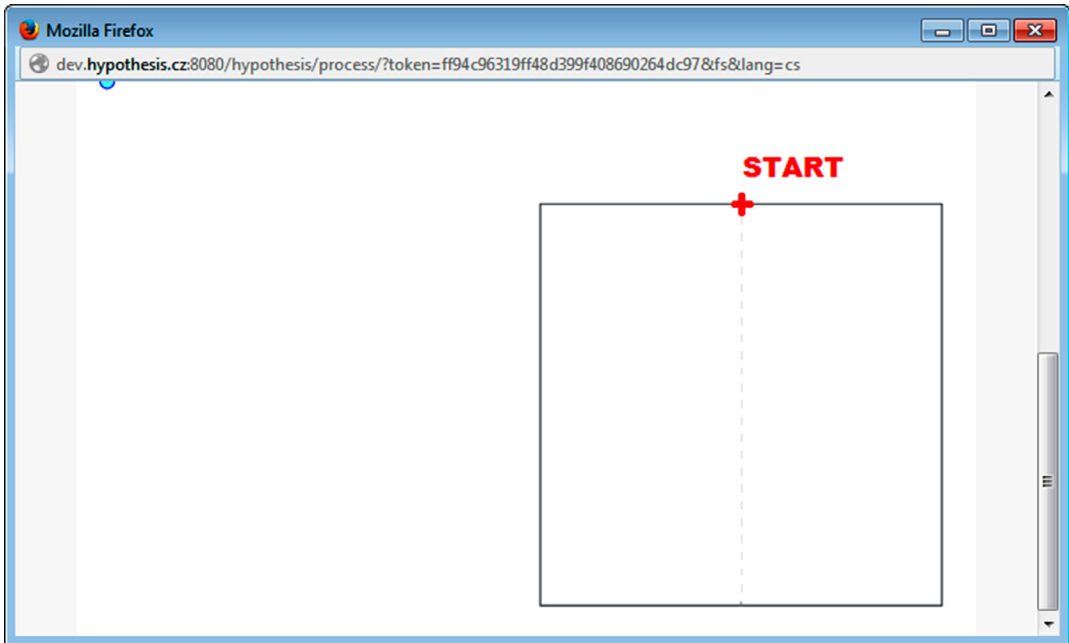 Mozilla Firefox
dev.hypothesis.cz:8080/hypothesis/process/?token=ff94c96319ff48d399f408690264dc97&fs&lang=cs
START